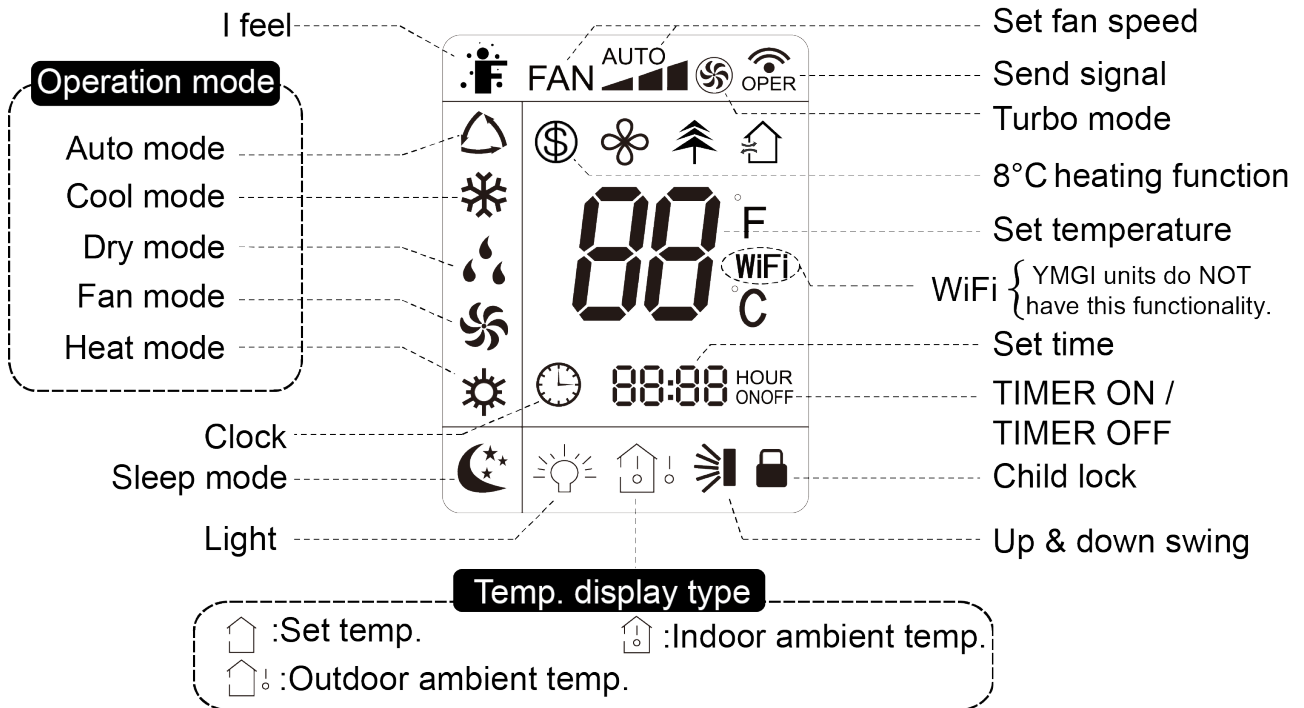 I feel
Operation mode
Auto mode
Cool mode
Dry mode
Fan mode
Heat mode
Clock
Sleep mode
Light
FAN AUTO OPER
88 °F
WiFi
°C
88:88 HOUR
ONOFF
Set fan speed
Send signal
Turbo mode
8°C heating function
Set temperature
WiFi { YMGI units do NOT
have this functionality.
Set time
TIMER ON /
TIMER OFF
Child lock
Up & down swing
Temp. display type
:Set temp.
:Indoor ambient temp.
:Outdoor ambient temp.